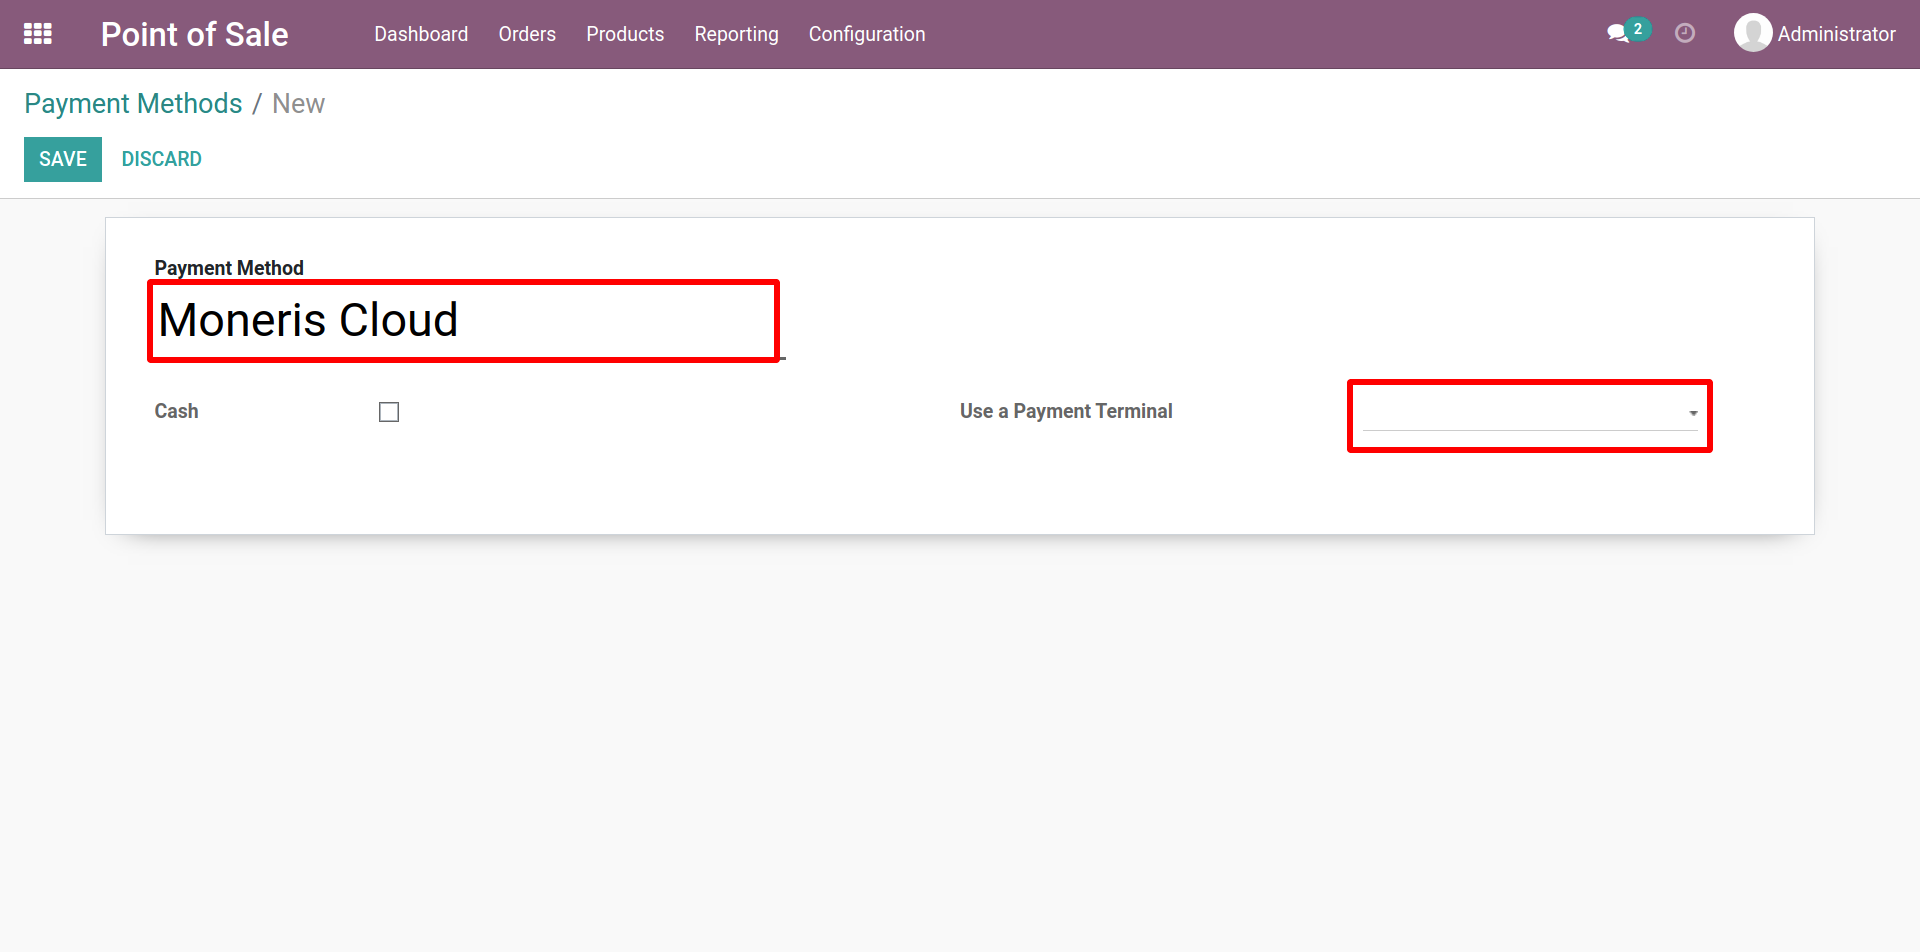 Point of Sale Dashboard Orders Products Reporting Configuration 2 Administrator
Payment Methods / New
SAVE DISCARD
Payment Method
Moneris Cloud
Cash Use a Payment Terminal